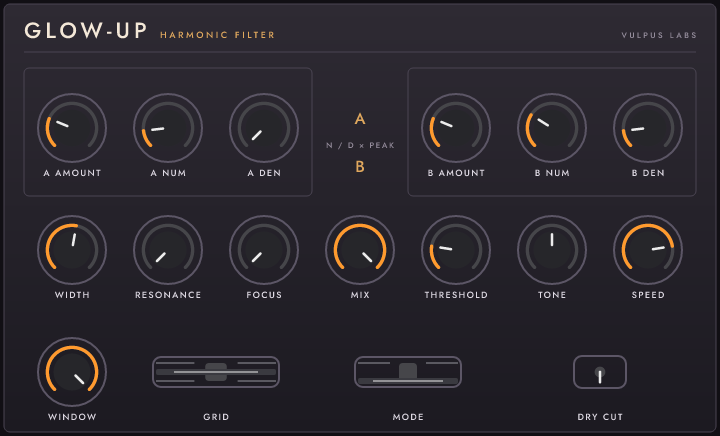 GLOW-UP HARMONIC FILTER VULPUS LABS
A
N / D × PEAK
B
A AMOUNT A NUM A DEN B AMOUNT B NUM B DEN
WIDTH RESONANCE FOCUS MIX THRESHOLD TONE SPEED
WINDOW GRID MODE DRY CUT